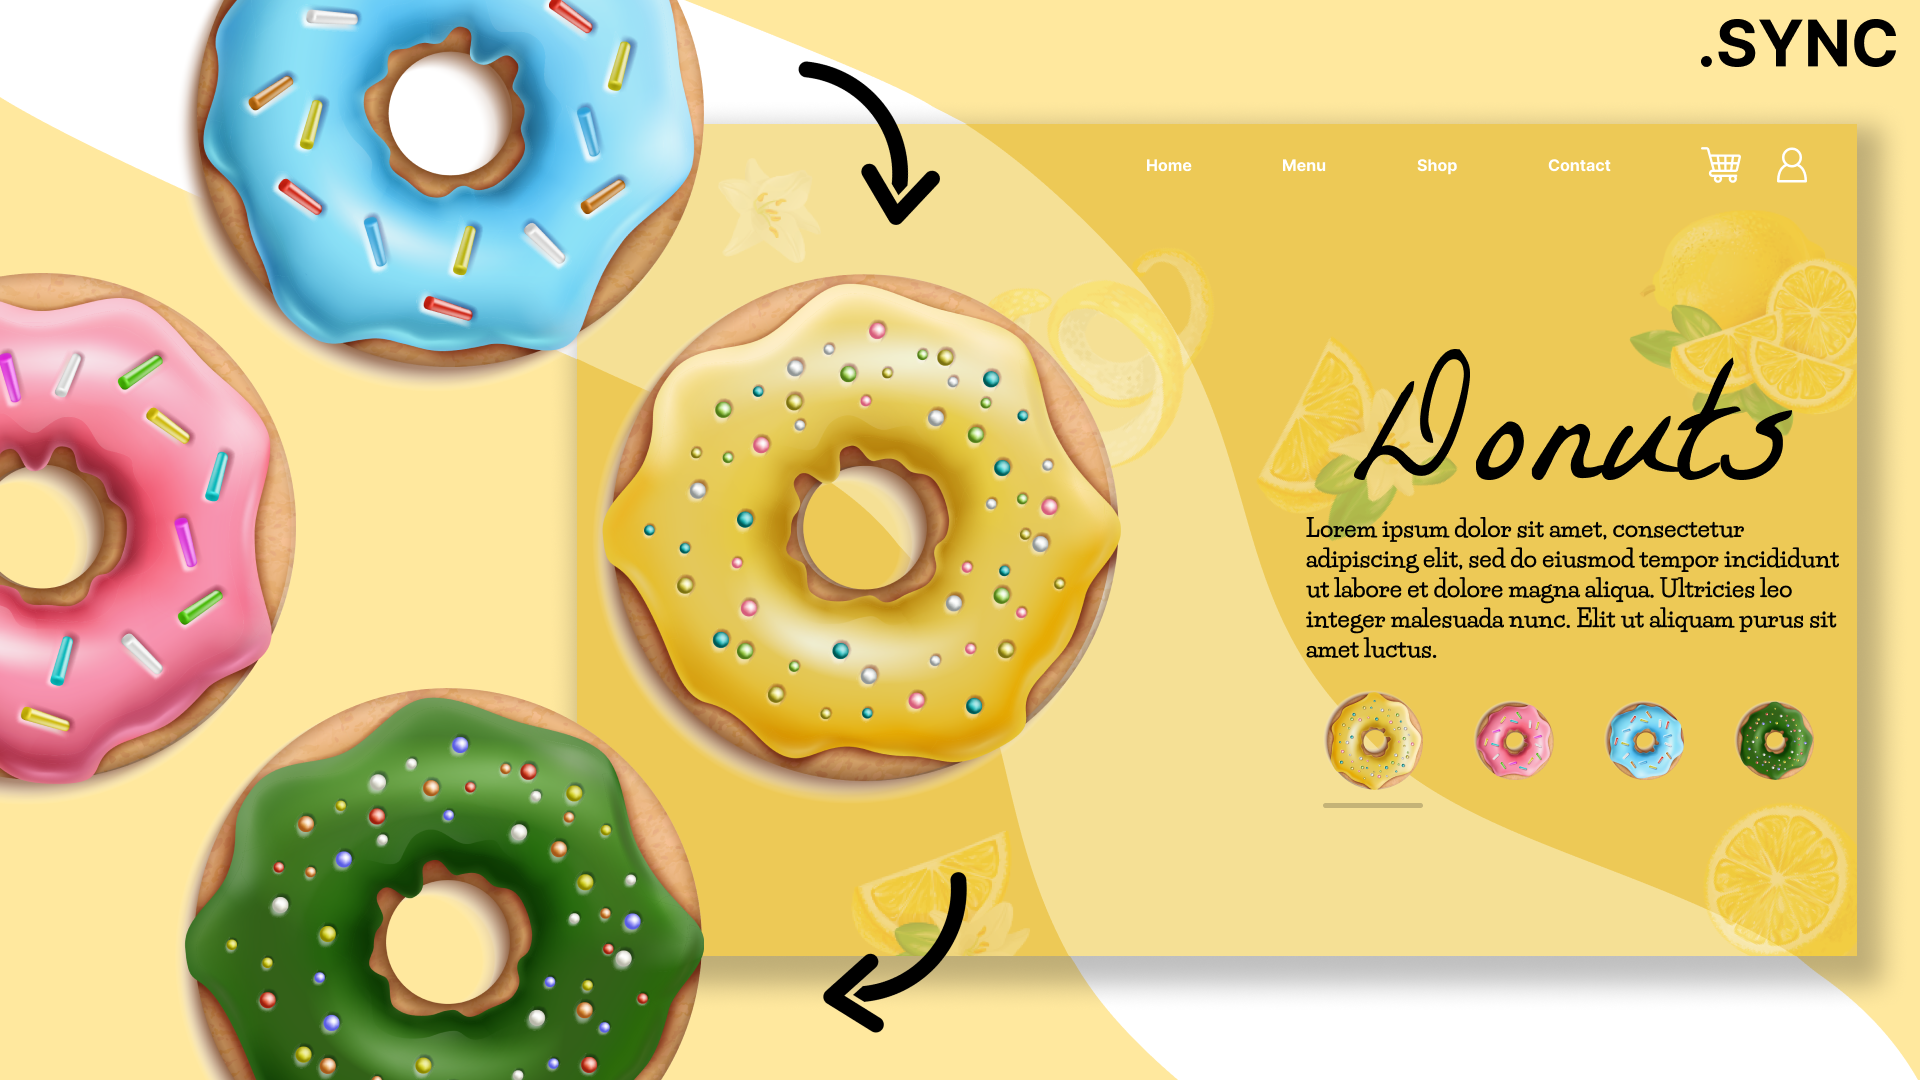 .SYNC
Home Menu Shop Contact
Donuts
Lorem ipsum dolor sit amet, consectetur
adipiscing elit, sed do eiusmod tempor incididunt
ut labore et dolore magna aliqua. Ultricies leo
integer malesuada nunc. Elit ut aliquam purus sit
amet luctus.